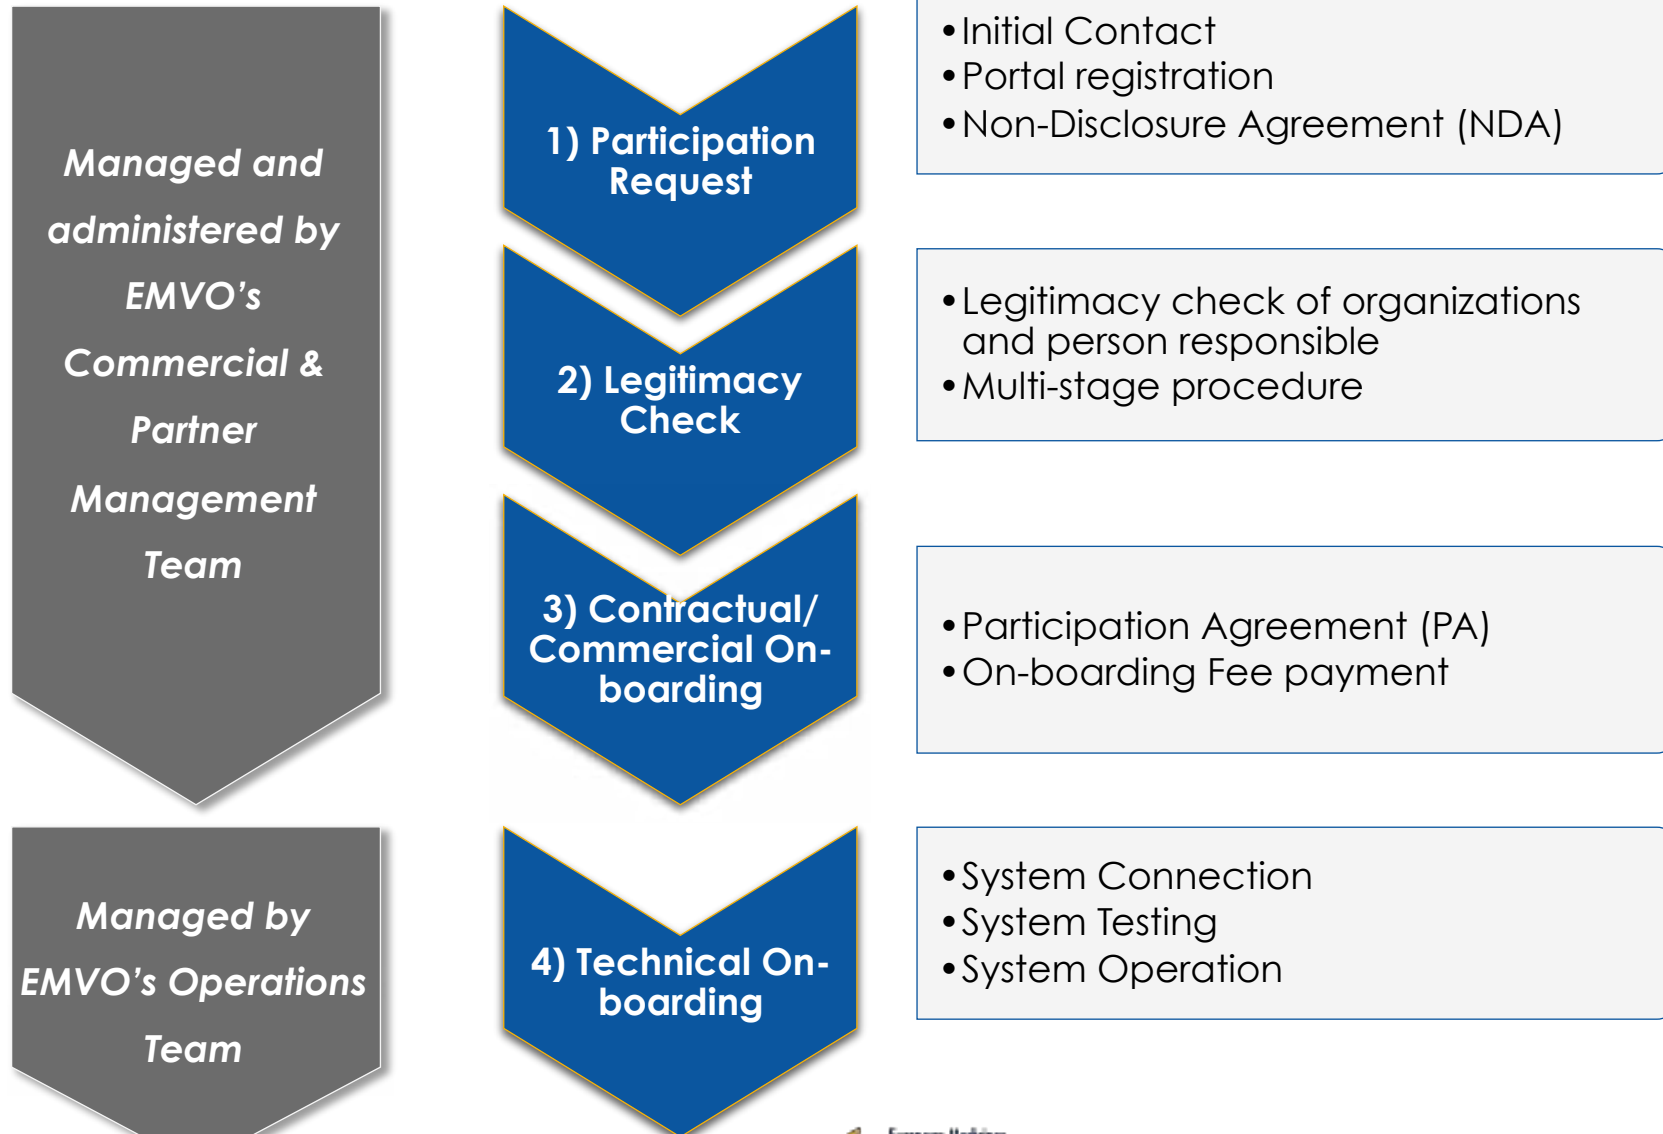 Managed and
administered by
EMVO’s
Commercial &
Partner
Management
Team
1) Participation
Request
•Initial Contact
•Portal registration
•Non-Disclosure Agreement (NDA)
2) Legitimacy
Check
•Legitimacy check of organizations
and person responsible
•Multi-stage procedure
3) Contractual/
Commercial On-
boarding
•Participation Agreement (PA)
•On-boarding Fee payment
Managed by
EMVO’s Operations
Team
4) Technical On-
boarding
•System Connection
•System Testing
•System Operation